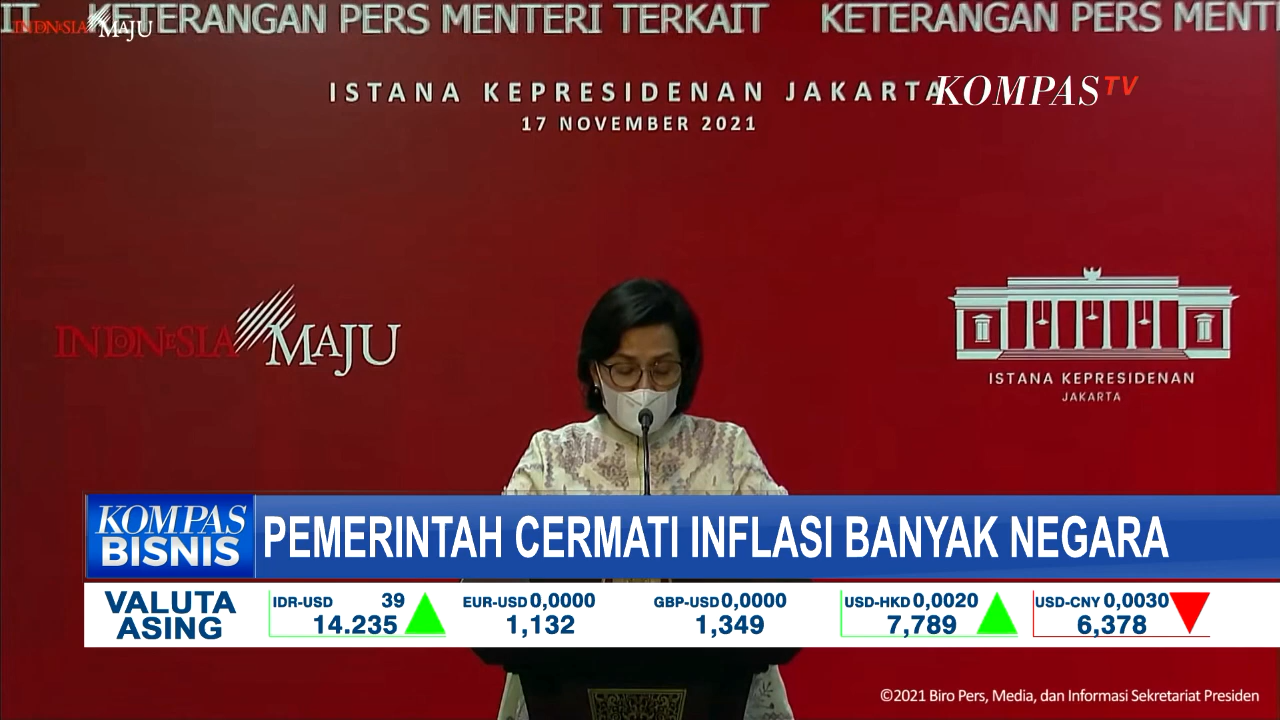 IT KETERANGAN PERS MENTERI TERKAIT KETERANGAN PERS MENT
INDONESIA MAJU
ISTANA KEPRESIDENAN JAKARTA
KOMPAS TV
17 NOVEMBER 2021
INDONESIA MAJU
ISTANA KEPRESIDENAN
JAKARTA
KOMPAS BISNIS
PEMERINTAH CERMATI INFLASI BANYAK NEGARA
VALUTA ASING
IDR-USD 39
14.235
EUR-USD 0,0000
1,132
GBP-USD 0,0000
1,349
USD-HKD 0,0020
7,789
USD-CNY 0,0030
6,378
©2021 Biro Pers, Media, dan Informasi Sekretariat Presiden